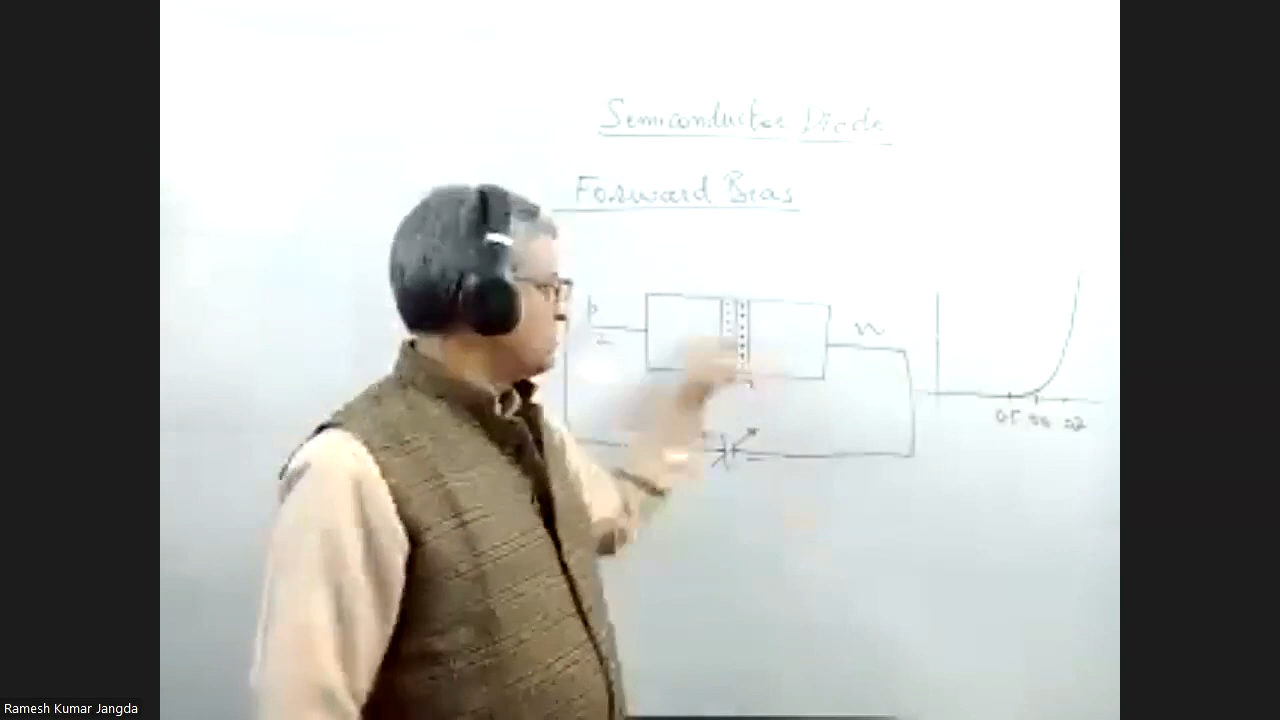 Semiconductor Diode
Forward Bias
p
n
Ramesh Kumar Jangda